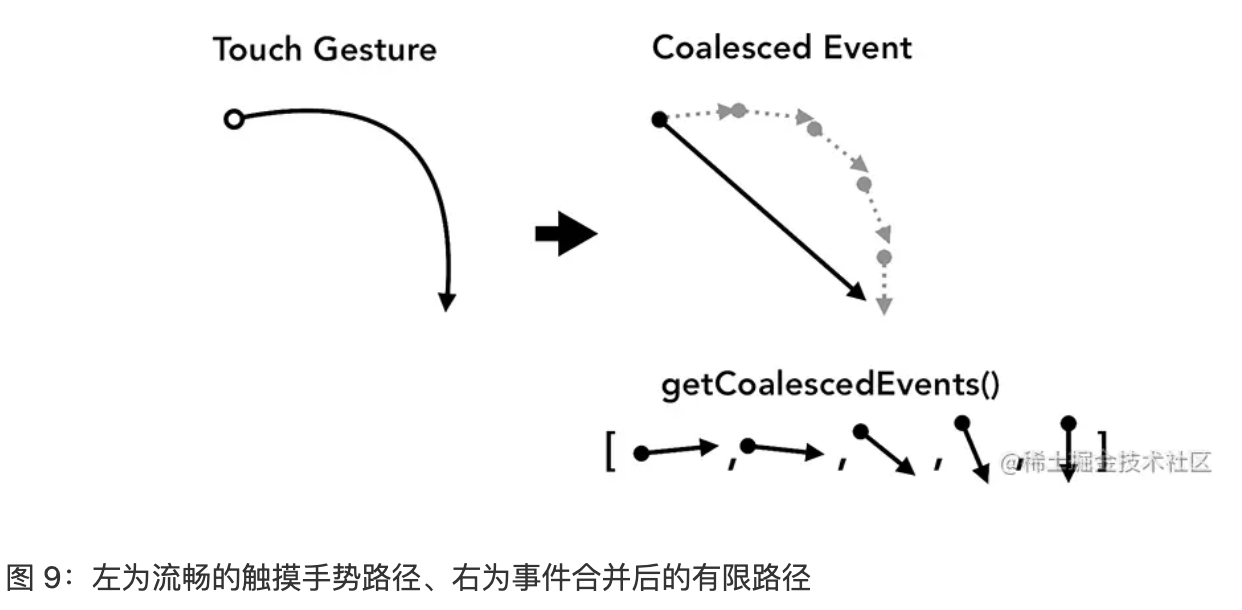 Touch Gesture
Coalesced Event
getCoalescedEvents()
[ , , , , ]
@稀土掘金技术社区
图 9：左为流畅的触摸手势路径、右为事件合并后的有限路径